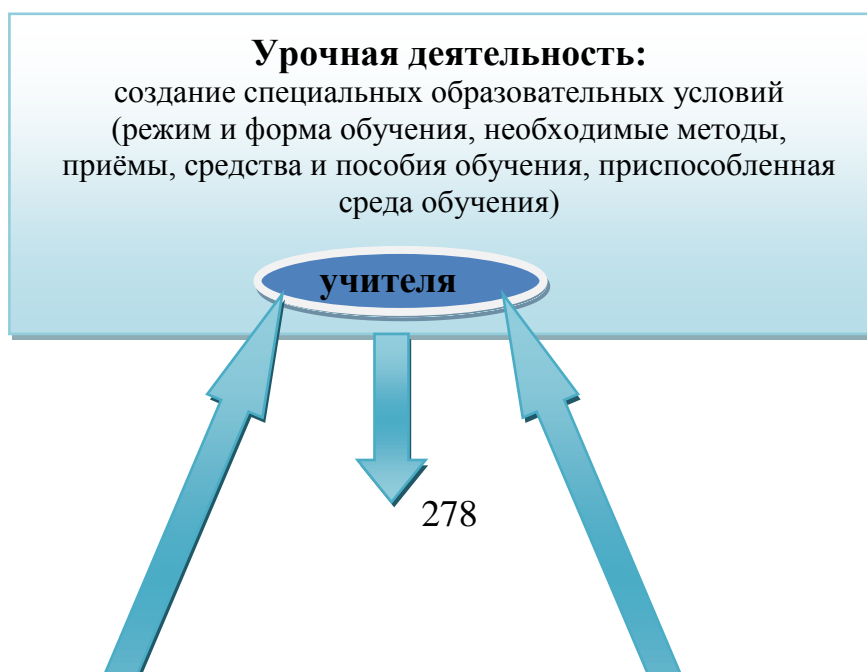 Урочная деятельность:
создание специальных образовательных условий
(режим и форма обучения, необходимые методы,
приёмы, средства и пособия обучения, приспособленная
среда обучения)
учителя
278